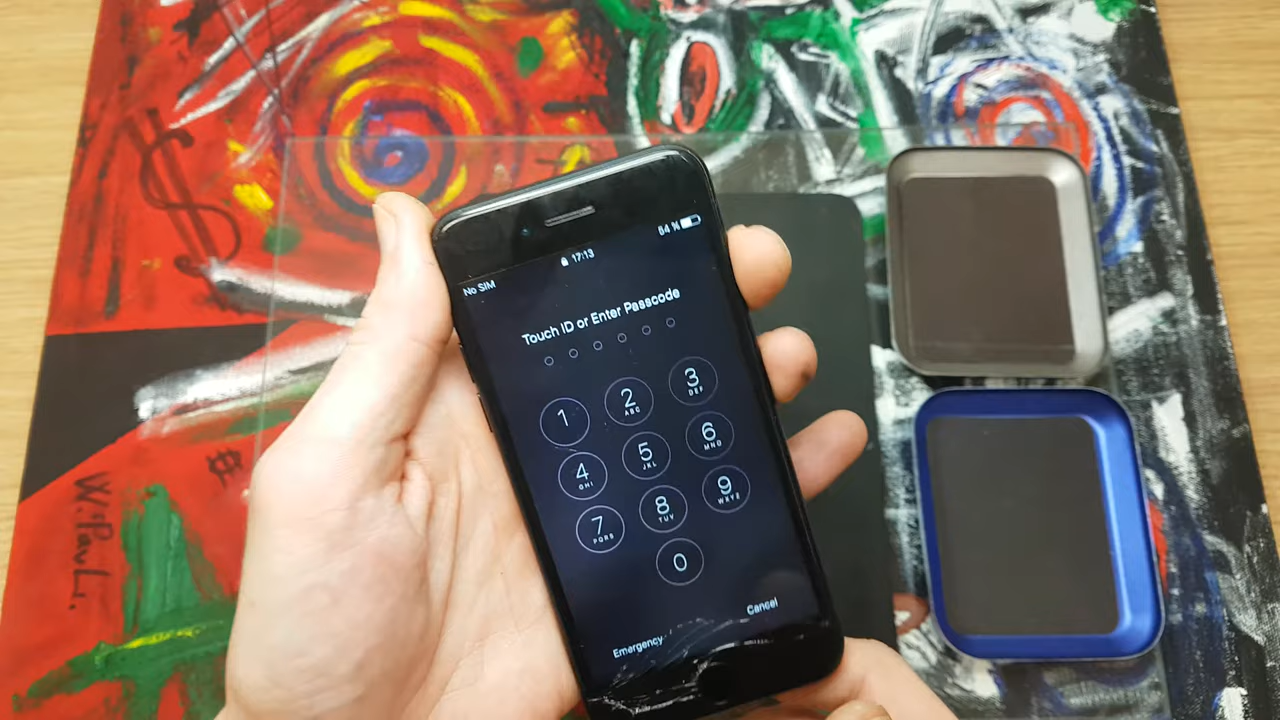 54 %
17:13
No SIM
Touch ID or Enter Passcode
1
2
ABC
3
DEF
4
GHI
5
JKL
6
MNO
7
PQRS
8
TUV
9
WXYZ
0
Cancel
Emergency
$
B
W.PauL.